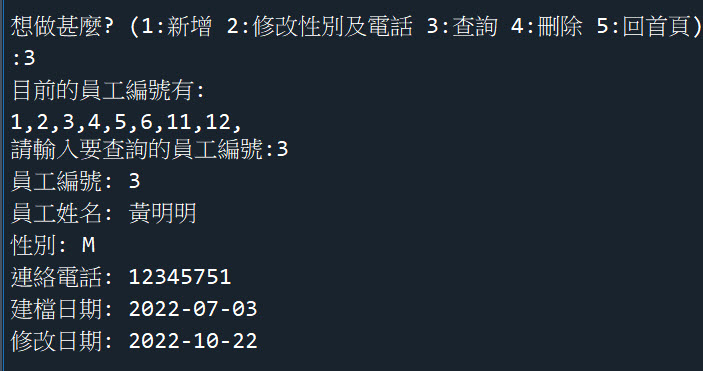 想做甚麼? (1:新增 2:修改性別及電話 3:查詢 4:刪除 5:回首頁)
:3
目前的員工編號有:
1,2,3,4,5,6,11,12,
請輸入要查詢的員工編號:3
員工編號: 3
員工姓名: 黃明明
性別: M
連絡電話: 12345751
建檔日期: 2022-07-03
修改日期: 2022-10-22